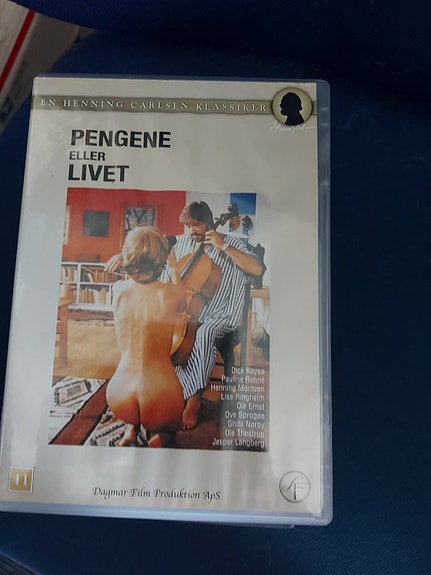 EN HENNING CARLSEN KLASSIKER
PENGENE
ELLER
LIVET
Dick Kaysø
Pauline Rehné
Henning Moritzen
Lise Ringheim
Ole Ernst
Ove Sprogøe
Ghita Nørby
Ole Thestrup
Jesper Langberg
11
Dagmar Film Produktion ApS
SF